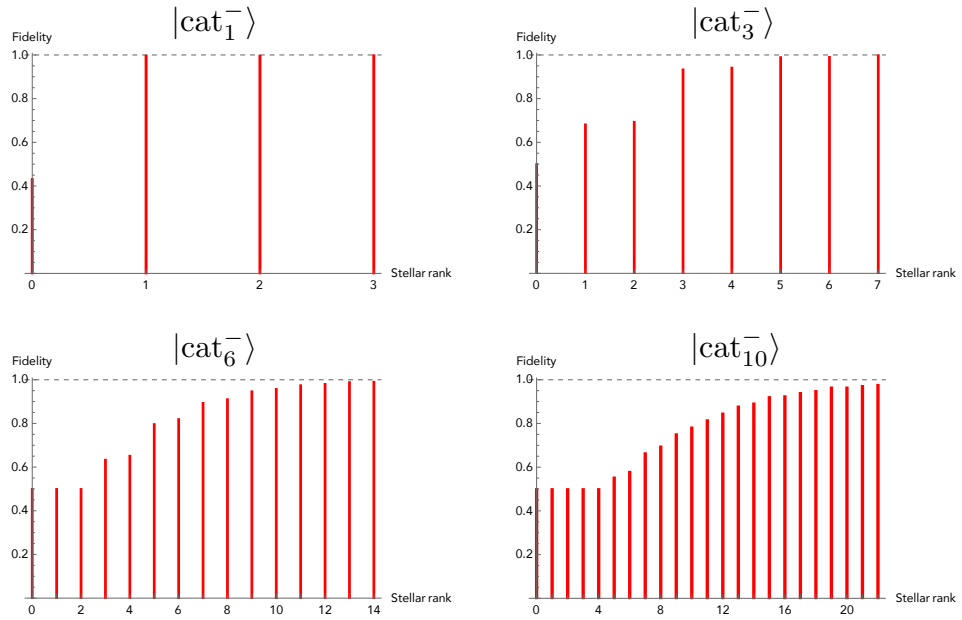 |cat₁⁻⟩
Fidelity
1.0
0.8
0.6
0.4
0.2
0 1 2 3
Stellar rank
|cat₃⁻⟩
Fidelity
1.0
0.8
0.6
0.4
0.2
0 1 2 3 4 5 6 7
Stellar rank
|cat₆⁻⟩
Fidelity
1.0
0.8
0.6
0.4
0.2
0 2 4 6 8 10 12 14
Stellar rank
|cat₁₀⁻⟩
Fidelity
1.0
0.8
0.6
0.4
0.2
0 4 8 12 16 20
Stellar rank